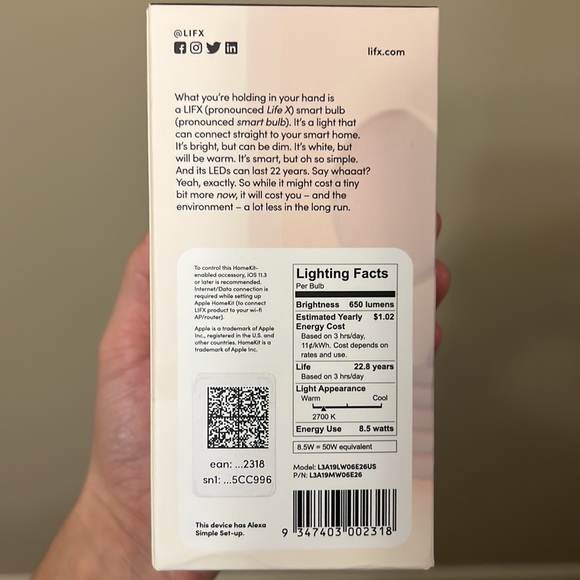 @LIFX
lifx.com
What you're holding in your hand is
a LIFX (pronounced Life X) smart bulb
(pronounced smart bulb). It's a light that
can connect straight to your smart home.
It's bright, but can be dim. It's white, but
will be warm. It's smart, but oh so simple.
And its LEDs can last 22 years. Say whaaat?
Yeah, exactly. So while it might cost a tiny
bit more now, it will cost you – and the
environment – a lot less in the long run.
To control this HomeKit-
enabled accessory, iOS 11.3
or later is recommended.
Internet/Data connection is
required while setting up
Apple HomeKit (to connect
LIFX product to your wi-fi
AP/router).
Apple is a trademark of Apple
Inc., registered in the U.S. and
other countries. HomeKit is a
trademark of Apple Inc.
ean: ...2318
sn1: ...5CC996
This device has Alexa
Simple Set-up.
Lighting Facts
Per Bulb
Brightness 650 lumens
Estimated Yearly $1.02
Energy Cost
Based on 3 hrs/day,
11¢/kWh. Cost depends on
rates and use.
Life 22.8 years
Based on 3 hrs/day
Light Appearance
Warm Cool
2700 K
Energy Use 8.5 watts
8.5W = 50W equivalent
Model: L3A19LW06E26US
P/N: L3A19MW06E26
9 347403 002318